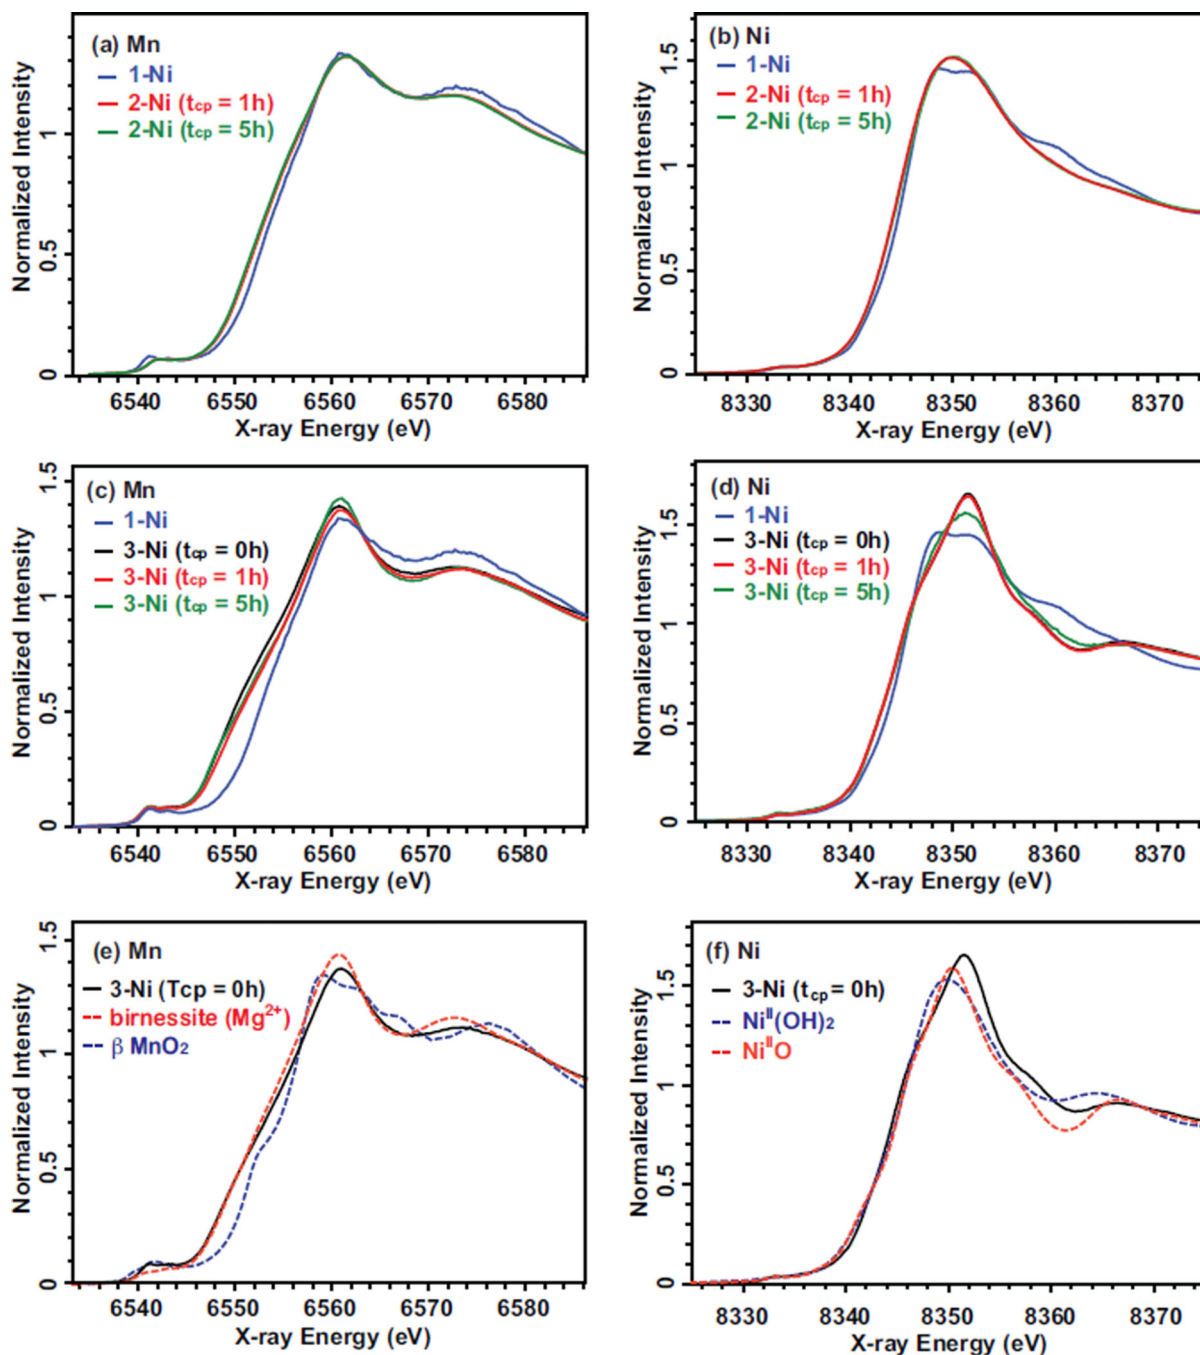 (a) Mn
1-Ni
2-Ni (tcp = 1h)
2-Ni (tcp = 5h)
Normalized Intensity
1
0.5
0
6540 6550 6560 6570 6580
X-ray Energy (eV)
(b) Ni
1-Ni
2-Ni (tcp = 1h)
2-Ni (tcp = 5h)
Normalized Intensity
1.5
1
0.5
0
8330 8340 8350 8360 8370
X-ray Energy (eV)
(c) Mn
1-Ni
3-Ni (tcp = 0h)
3-Ni (tcp = 1h)
3-Ni (tcp = 5h)
Normalized Intensity
1.5
1
0.5
0
6540 6550 6560 6570 6580
X-ray Energy (eV)
(d) Ni
1-Ni
3-Ni (tcp = 0h)
3-Ni (tcp = 1h)
3-Ni (tcp = 5h)
Normalized Intensity
1.5
1
0.5
0
8330 8340 8350 8360 8370
X-ray Energy (eV)
(e) Mn
3-Ni (Tcp = 0h)
birnessite (Mg²⁺)
β MnO₂
Normalized Intensity
1.5
1
0.5
0
6540 6550 6560 6570 6580
X-ray Energy (eV)
(f) Ni
3-Ni (tcp = 0h)
Niᴵᴵ(OH)₂
NiᴵᴵO
Normalized Intensity
1.5
1
0.5
0
8330 8340 8350 8360 8370
X-ray Energy (eV)